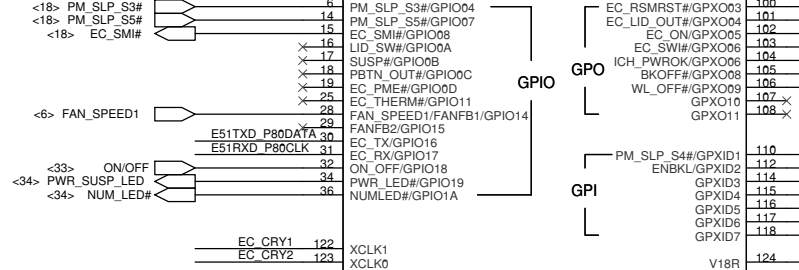 <18> PM_SLP_S3# 6 PM_SLP_S3#/GPIO04
<18> PM_SLP_S5# 14 PM_SLP_S5#/GPIO07
<18> EC_SMI# 15 EC_SMI#/GPIO08
16 LID_SW#/GPIO0A
17 SUSP#/GPIO0B
18 PBTN_OUT#/GPIO0C
19 EC_PME#/GPIO0D
25 EC_THERM#/GPIO11
<6> FAN_SPEED1 28 FAN_SPEED1/FANFB1/GPIO14
29 FANFB2/GPIO15
E51TXD_P80DATA 30 EC_TX/GPIO16
E51RXD_P80CLK 31 EC_RX/GPIO17
<33> ON/OFF 32 ON_OFF/GPIO18
<34> PWR_SUSP_LED 34 PWR_LED#/GPIO19
<34> NUM_LED# 36 NUMLED#/GPIO1A
GPIO
EC_CRY1 122 XCLK1
EC_CRY2 123 XCLK0
GPO
EC_RSMRST#/GPXO03 100
EC_LID_OUT#/GPXO04 101
EC_ON/GPXO05 102
EC_SWI#/GPXO06 103
ICH_PWROK/GPXO06 104
BKOFF#/GPXO08 105
WL_OFF#/GPXO09 106
GPXO10 107
GPXO11 108
GPI
PM_SLP_S4#/GPXID1 110
ENBKL/GPXID2 112
GPXID3 114
GPXID4 115
GPXID5 116
GPXID6 117
GPXID7 118
V18R 124